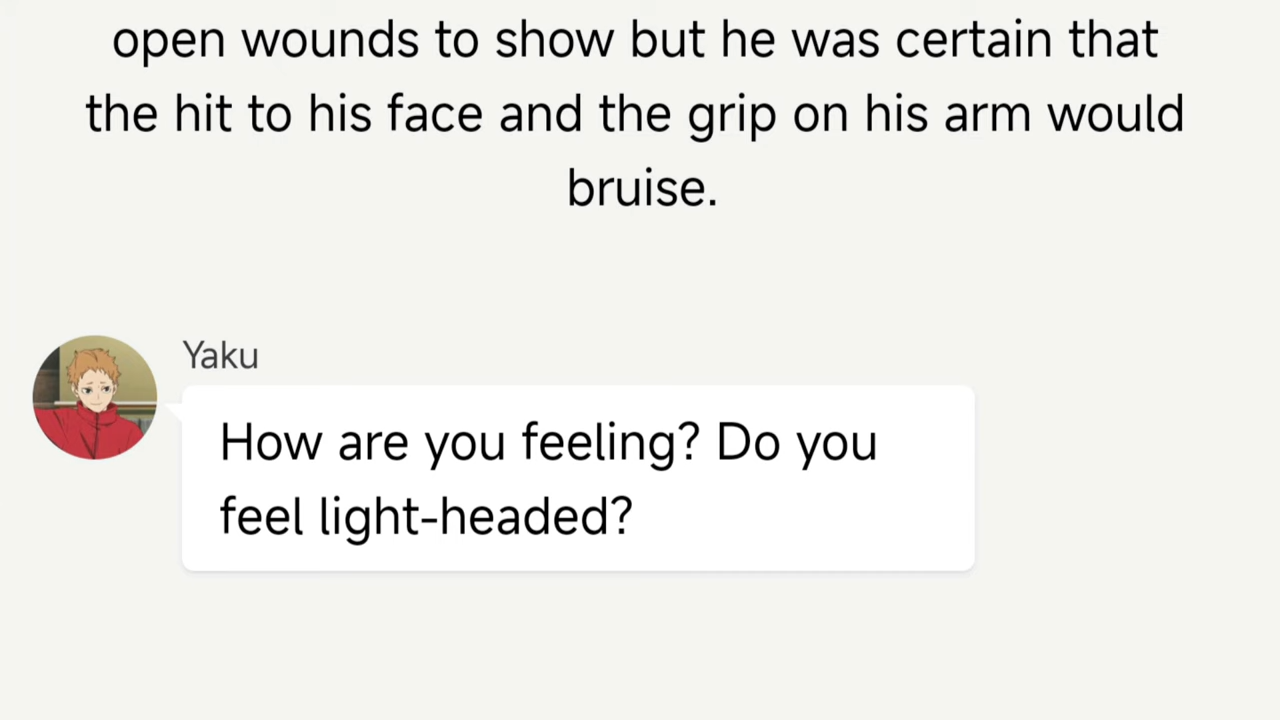 open wounds to show but he was certain that
the hit to his face and the grip on his arm would
bruise.
Yaku
How are you feeling? Do you
feel light-headed?